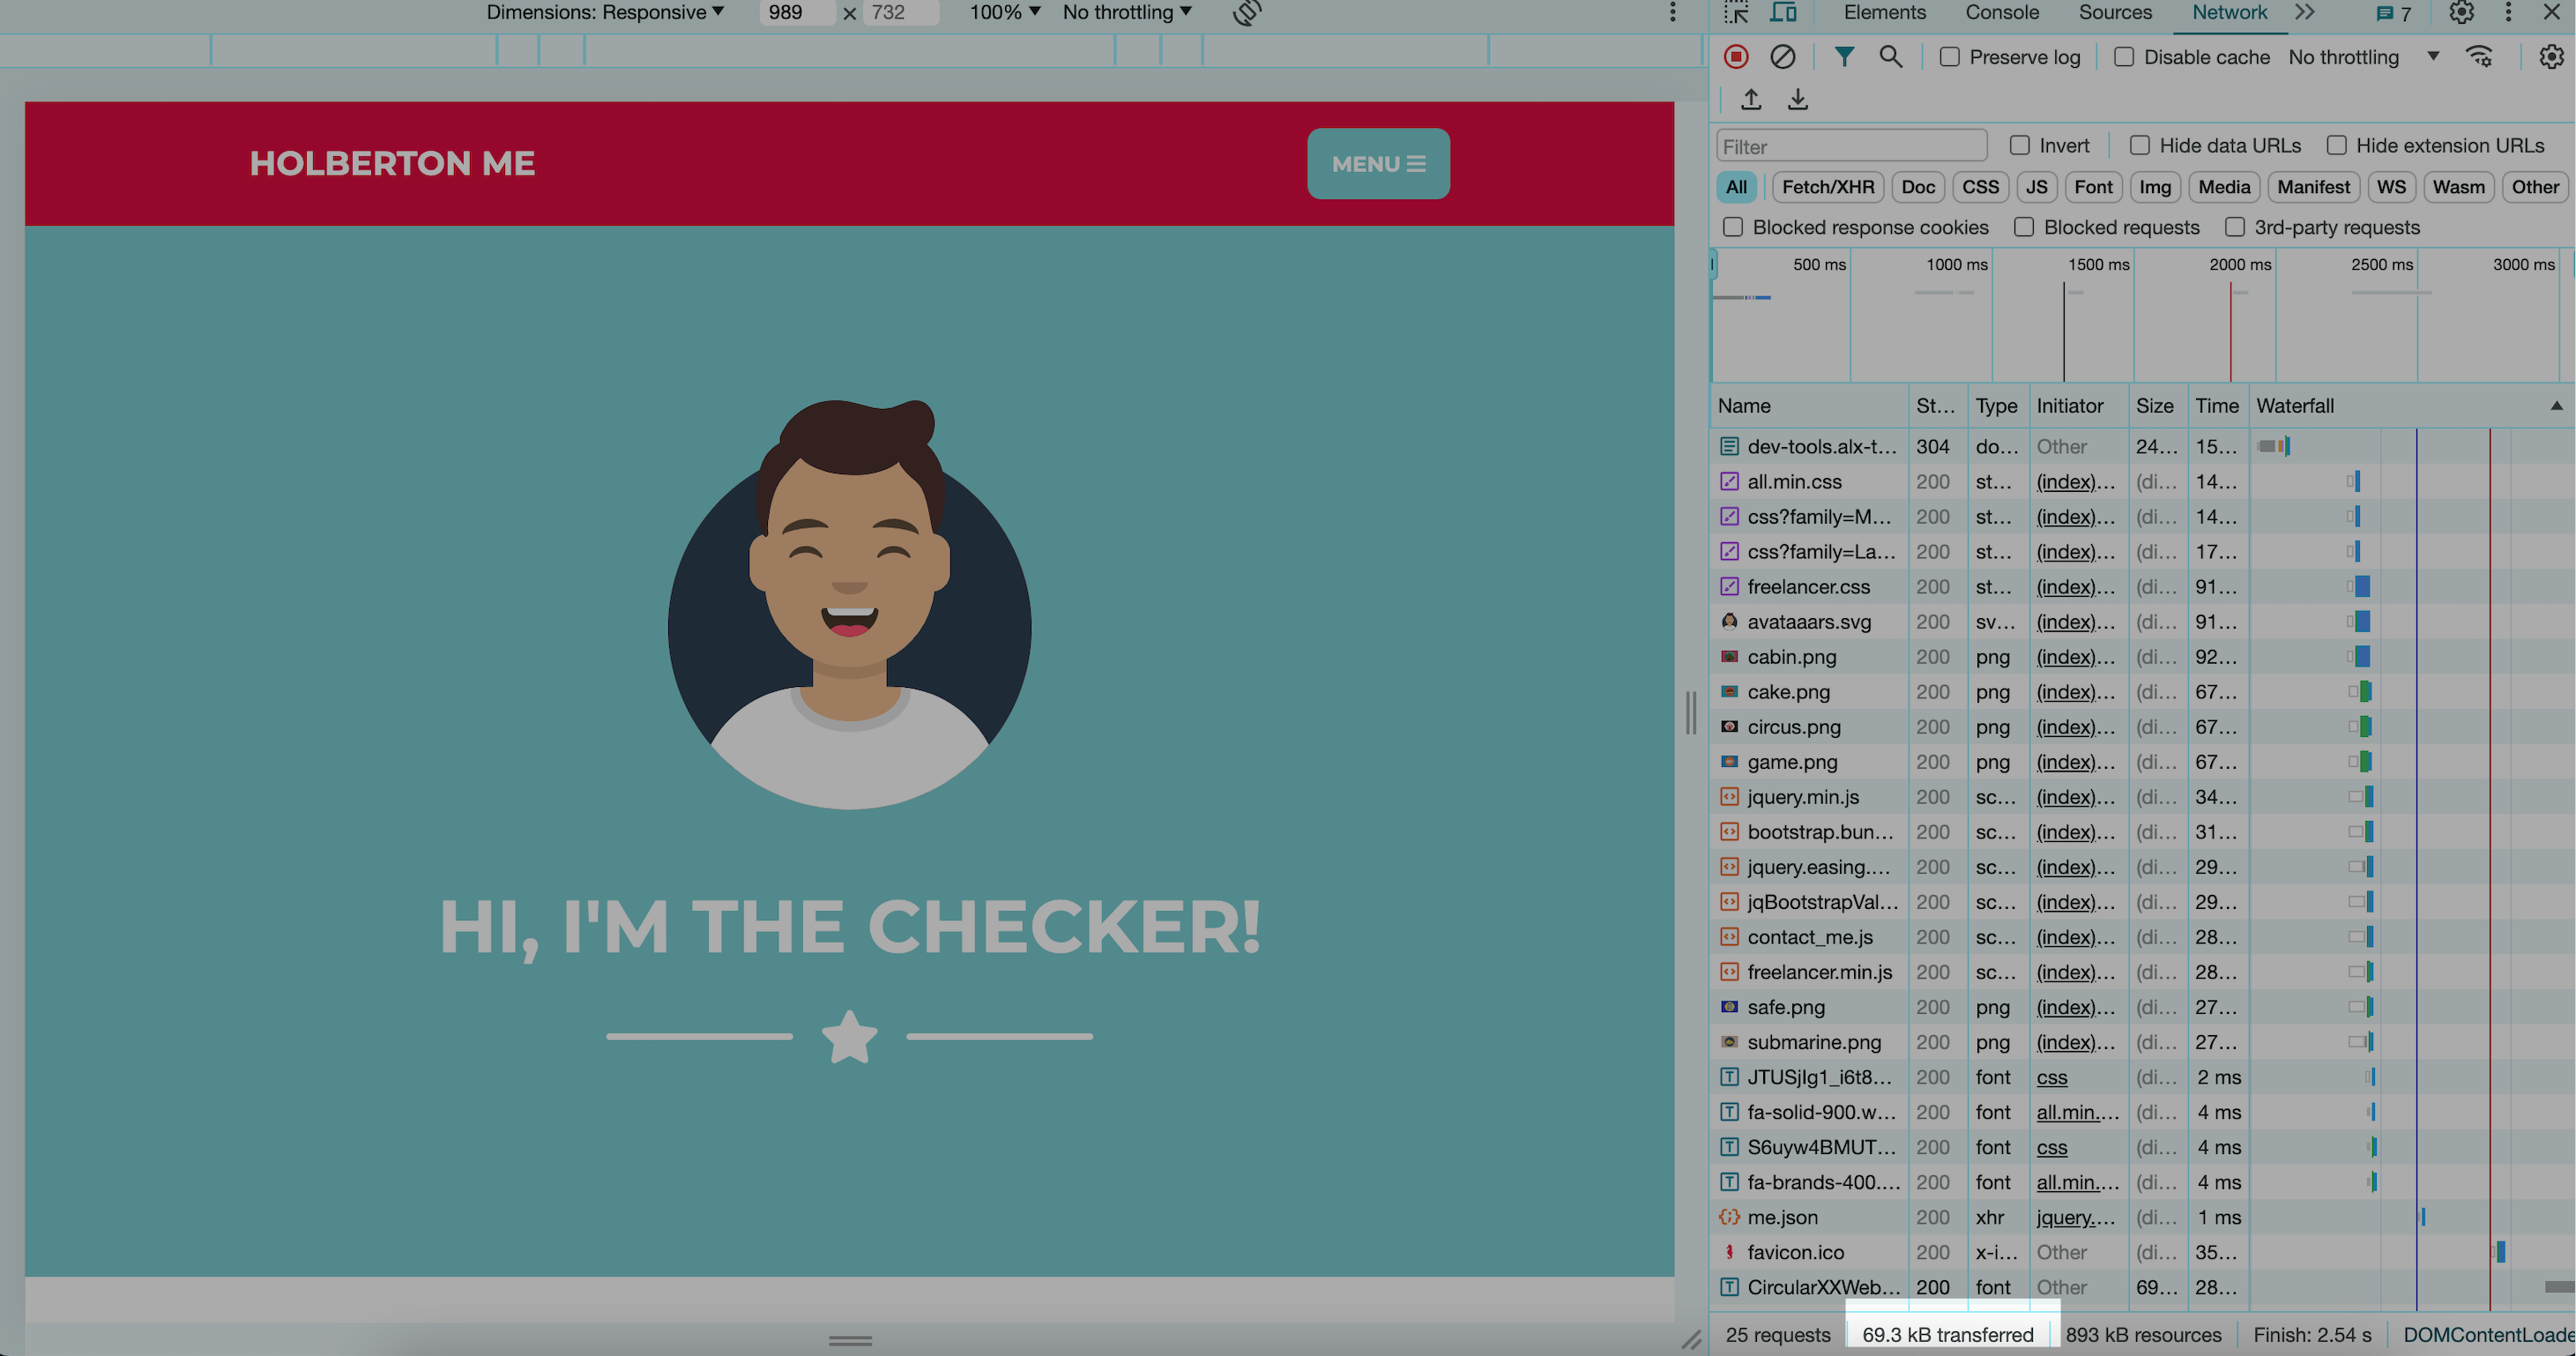 Dimensions: Responsive ▼ 989 × 732 100% ▼ No throttling ▼
Elements Console Sources Network 7
Preserve log Disable cache No throttling ▼
HOLBERTON ME
MENU
HI, I'M THE CHECKER!
Filter Invert Hide data URLs Hide extension URLs
All Fetch/XHR Doc CSS JS Font Img Media Manifest WS Wasm Other
Blocked response cookies Blocked requests 3rd-party requests
500 ms 1000 ms 1500 ms 2000 ms 2500 ms 3000 ms
Name St... Type Initiator Size Time Waterfall
dev-tools.alx-t... 304 do... Other 24... 15...
all.min.css 200 st... (index)... (di... 14...
css?family=M... 200 st... (index)... (di... 14...
css?family=La... 200 st... (index)... (di... 17...
freelancer.css 200 st... (index)... (di... 91...
avataaars.svg 200 sv... (index)... (di... 91...
cabin.png 200 png (index)... (di... 92...
cake.png 200 png (index)... (di... 67...
circus.png 200 png (index)... (di... 67...
game.png 200 png (index)... (di... 67...
jquery.min.js 200 sc... (index)... (di... 34...
bootstrap.bun... 200 sc... (index)... (di... 31...
jquery.easing.... 200 sc... (index)... (di... 29...
jqBootstrapVal... 200 sc... (index)... (di... 29...
contact_me.js 200 sc... (index)... (di... 28...
freelancer.min.js 200 sc... (index)... (di... 28...
safe.png 200 png (index)... (di... 27...
submarine.png 200 png (index)... (di... 27...
JTUSjIg1_i6t8... 200 font css (di... 2 ms
fa-solid-900.w... 200 font all.min.... (di... 4 ms
S6uyw4BMUT... 200 font css (di... 4 ms
fa-brands-400.... 200 font all.min.... (di... 4 ms
me.json 200 xhr jquery.... (di... 1 ms
favicon.ico 200 x-i... Other (di... 35...
CircularXXWeb... 200 font Other 69... 28...
25 requests 69.3 kB transferred 893 kB resources Finish: 2.54 s DOMContentLoade